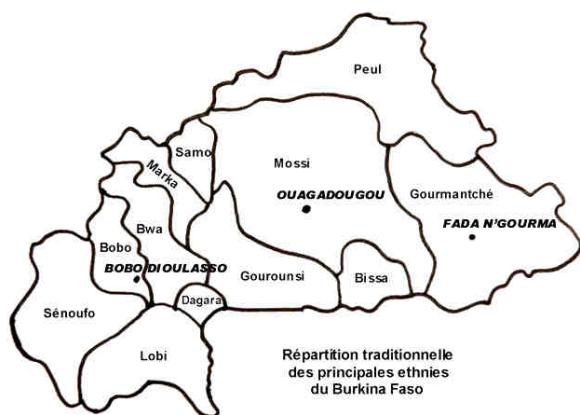 Peul
Samo
Marka
Mossi
OUAGADOUGOU
Gourmantché
FADA N'GOURMA
Bwa
Bobo
BOBO DIOULASSO
Gourounsi
Bissa
Dagara
Sénoufo
Lobi
Répartition traditionnelle
des principales ethnies
du Burkina Faso